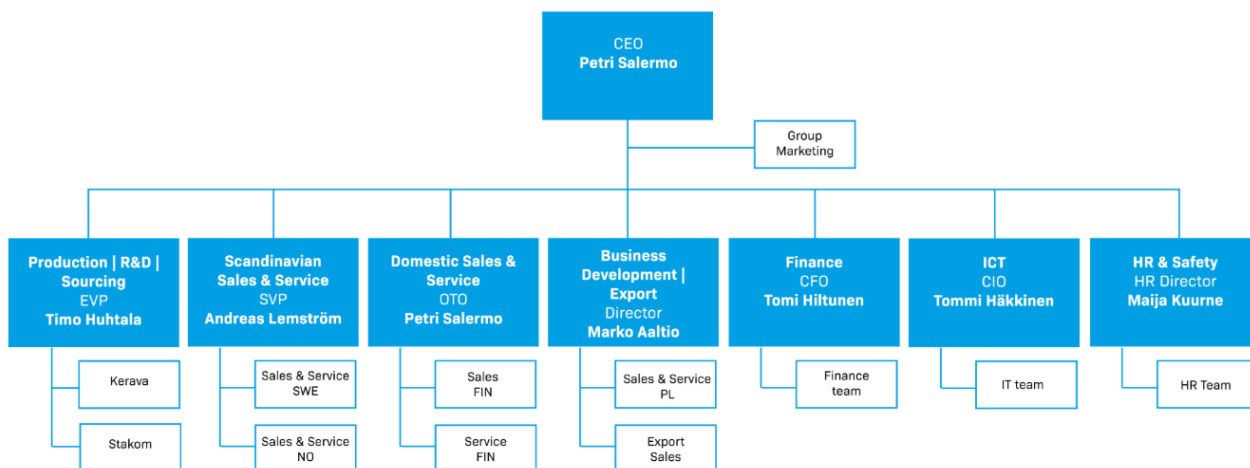 CEO
Petri Salermo
Group
Marketing
Production | R&D |
Sourcing
EVP
Timo Huhtala
Scandinavian
Sales & Service
SVP
Andreas Lemström
Domestic Sales &
Service
OTO
Petri Salermo
Business
Development |
Export
Director
Marko Aaltio
Finance
CFO
Tomi Hiltunen
ICT
CIO
Tommi Häkkinen
HR & Safety
HR Director
Maija Kuurne
Kerava
Sales & Service
SWE
Sales
FIN
Sales & Service
PL
Finance
team
IT team
HR Team
Stakom
Sales & Service
NO
Service
FIN
Export
Sales